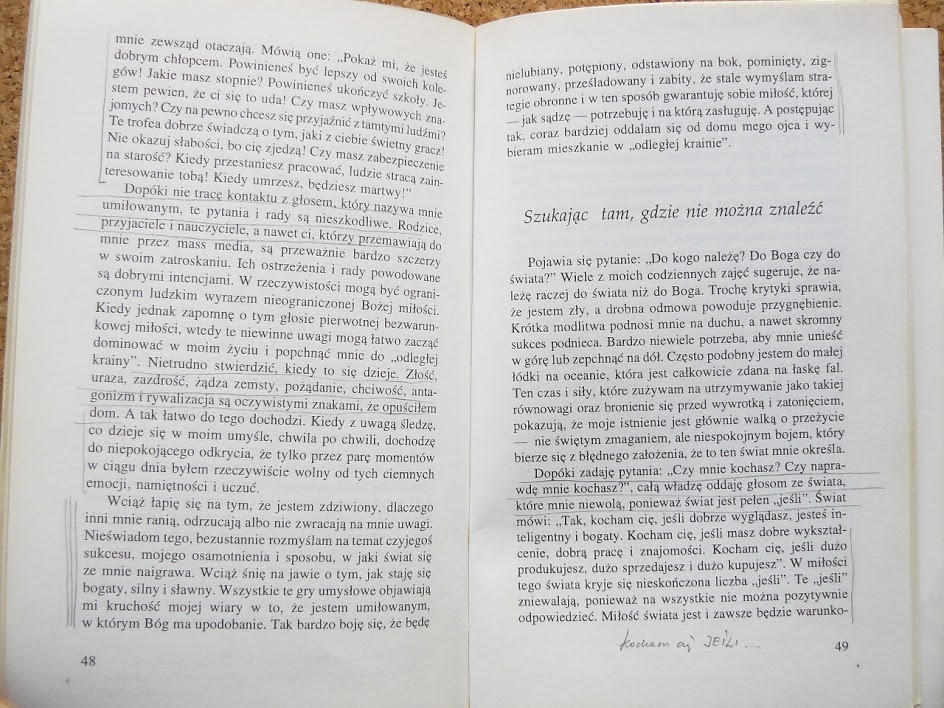 mnie zewsząd otaczają. Mówią one: „Pokaż mi, że jesteś
dobrym chłopcem. Powinieneś być lepszy od swoich kole-
gów! Jakie masz stopnie? Powinieneś ukończyć szkoły. Je-
stem pewien, że ci się to uda! Czy masz wpływowych zna-
jomych? Czy na pewno chcesz się przyjaźnić z tamtymi ludźmi?
Te trofea dobrze świadczą o tym, jaki z ciebie świetny gracz!
Nie okazuj słabości, bo cię zjedzą! Czy masz zabezpieczenie
na starość? Kiedy przestaniesz pracować, ludzie stracą zain-
teresowanie tobą! Kiedy umrzesz, będziesz martwy!”
Dopóki nie tracę kontaktu z głosem, który nazywa mnie
umiłowanym, te pytania i rady są nieszkodliwe. Rodzice,
przyjaciele i nauczyciele, a nawet ci, którzy przemawiają do
mnie przez mass media, są przeważnie bardzo szczerzy
w swoim zatroskaniu. Ich ostrzeżenia i rady powodowane
są dobrymi intencjami. W rzeczywistości mogą być ograni-
czonym ludzkim wyrazem nieograniczonej Bożej miłości.
Kiedy jednak zapomnę o tym głosie pierwotnej bezwarun-
kowej miłości, wtedy te niewinne uwagi mogą łatwo zacząć
dominować w moim życiu i popchnąć mnie do „odległej
krainy”. Nietrudno stwierdzić, kiedy to się dzieje. Złość,
uraza, zazdrość, żądza zemsty, pożądanie, chciwość, anta-
gonizm i rywalizacja są oczywistymi znakami, że opuściłem
dom. A tak łatwo do tego dochodzi. Kiedy z uwagą śledzę,
co dzieje się w moim umyśle, chwila po chwili, dochodzę
do niepokojącego odkrycia, że tylko przez parę momentów
w ciągu dnia byłem rzeczywiście wolny od tych ciemnych
emocji, namiętności i uczuć.
Wciąż łapię się na tym, że jestem zdziwiony, dlaczego
inni mnie ranią, odrzucają albo nie zwracają na mnie uwagi.
Nieświadom tego, bezustannie rozmyślam na temat czyjegoś
sukcesu, mojego osamotnienia i sposobu, w jaki świat się
ze mnie naigrawa. Wciąż śnię na jawie o tym, jak staję się
bogaty, silny i sławny. Wszystkie te gry umysłowe objawiają
mi kruchość mojej wiary w to, że jestem umiłowanym,
w którym Bóg ma upodobanie. Tak bardzo boję się, że będę
48
nielubiany, potępiony, odstawiony na bok, pominięty, zig-
norowany, prześladowany i zabity, że stale wymyślam stra-
tegie obronne i w ten sposób gwarantuję sobie miłość, której
— jak sądzę — potrzebuję i na którą zasługuję. A postępując
tak, coraz bardziej oddalam się od domu mego ojca i wy-
bieram mieszkanie w „odległej krainie”.
Szukając tam, gdzie nie można znaleźć
Pojawia się pytanie: „Do kogo należę? Do Boga czy do
świata?” Wiele z moich codziennych zajęć sugeruje, że na-
leżę raczej do świata niż do Boga. Trochę krytyki sprawia,
że jestem zły, a drobna odmowa powoduje przygnębienie.
Krótka modlitwa podnosi mnie na duchu, a nawet skromny
sukces podnieca. Bardzo niewiele potrzeba, aby mnie unieść
w górę lub zepchnąć na dół. Często podobny jestem do małej
łódki na oceanie, która jest całkowicie zdana na łaskę fal.
Ten czas i siły, które zużywam na utrzymywanie jako takiej
równowagi oraz bronienie się przed wywrotką i zatonięciem,
pokazują, że moje istnienie jest głównie walką o przeżycie
— nie świętym zmaganiem, ale niespokojnym bojem, który
bierze się z błędnego założenia, że to ten świat mnie określa.
Dopóki zadaję pytania: „Czy mnie kochasz? Czy napra-
wdę mnie kochasz?”, całą władzę oddaję głosom ze świata,
które mnie niewolą, ponieważ świat jest pełen „jeśli”. Świat
mówi: „Tak, kocham cię, jeśli dobrze wyglądasz, jesteś in-
teligentny i bogaty. Kocham cię, jeśli masz dobre wykształ-
cenie, dobrą pracę i znajomości. Kocham cię, jeśli dużo
produkujesz, dużo sprzedajesz i dużo kupujesz”. W miłości
tego świata kryje się nieskończona liczba „jeśli”. Te „jeśli”
zniewalają, ponieważ na wszystkie nie można pozytywnie
odpowiedzieć. Miłość świata jest i zawsze będzie warunko-
kocham cię JEŚLI ...
49